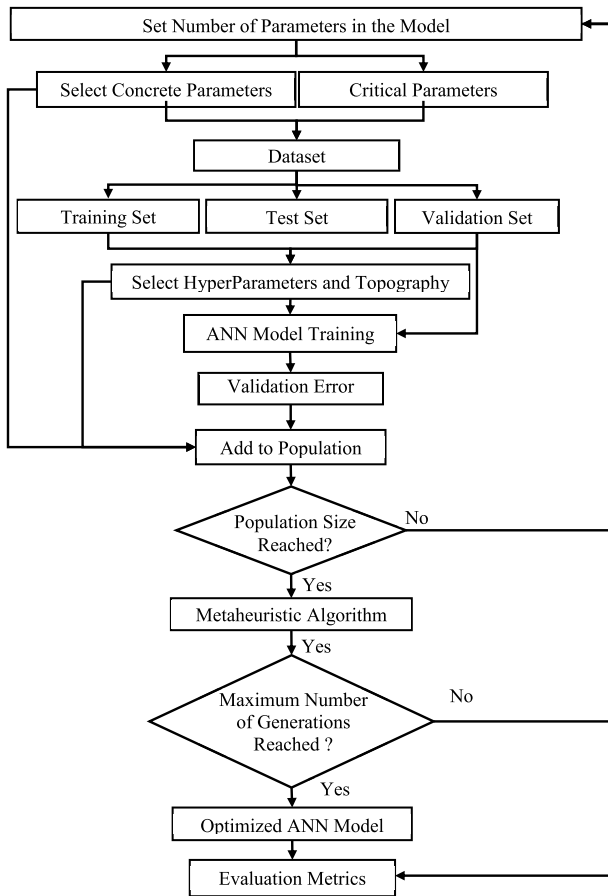 Set Number of Parameters in the Model
Select Concrete Parameters
Critical Parameters
Dataset
Training Set
Test Set
Validation Set
Select HyperParameters and Topography
ANN Model Training
Validation Error
Add to Population
Population Size
Reached?
No
Yes
Metaheuristic Algorithm
Yes
Maximum Number
of Generations
Reached ?
No
Yes
Optimized ANN Model
Evaluation Metrics